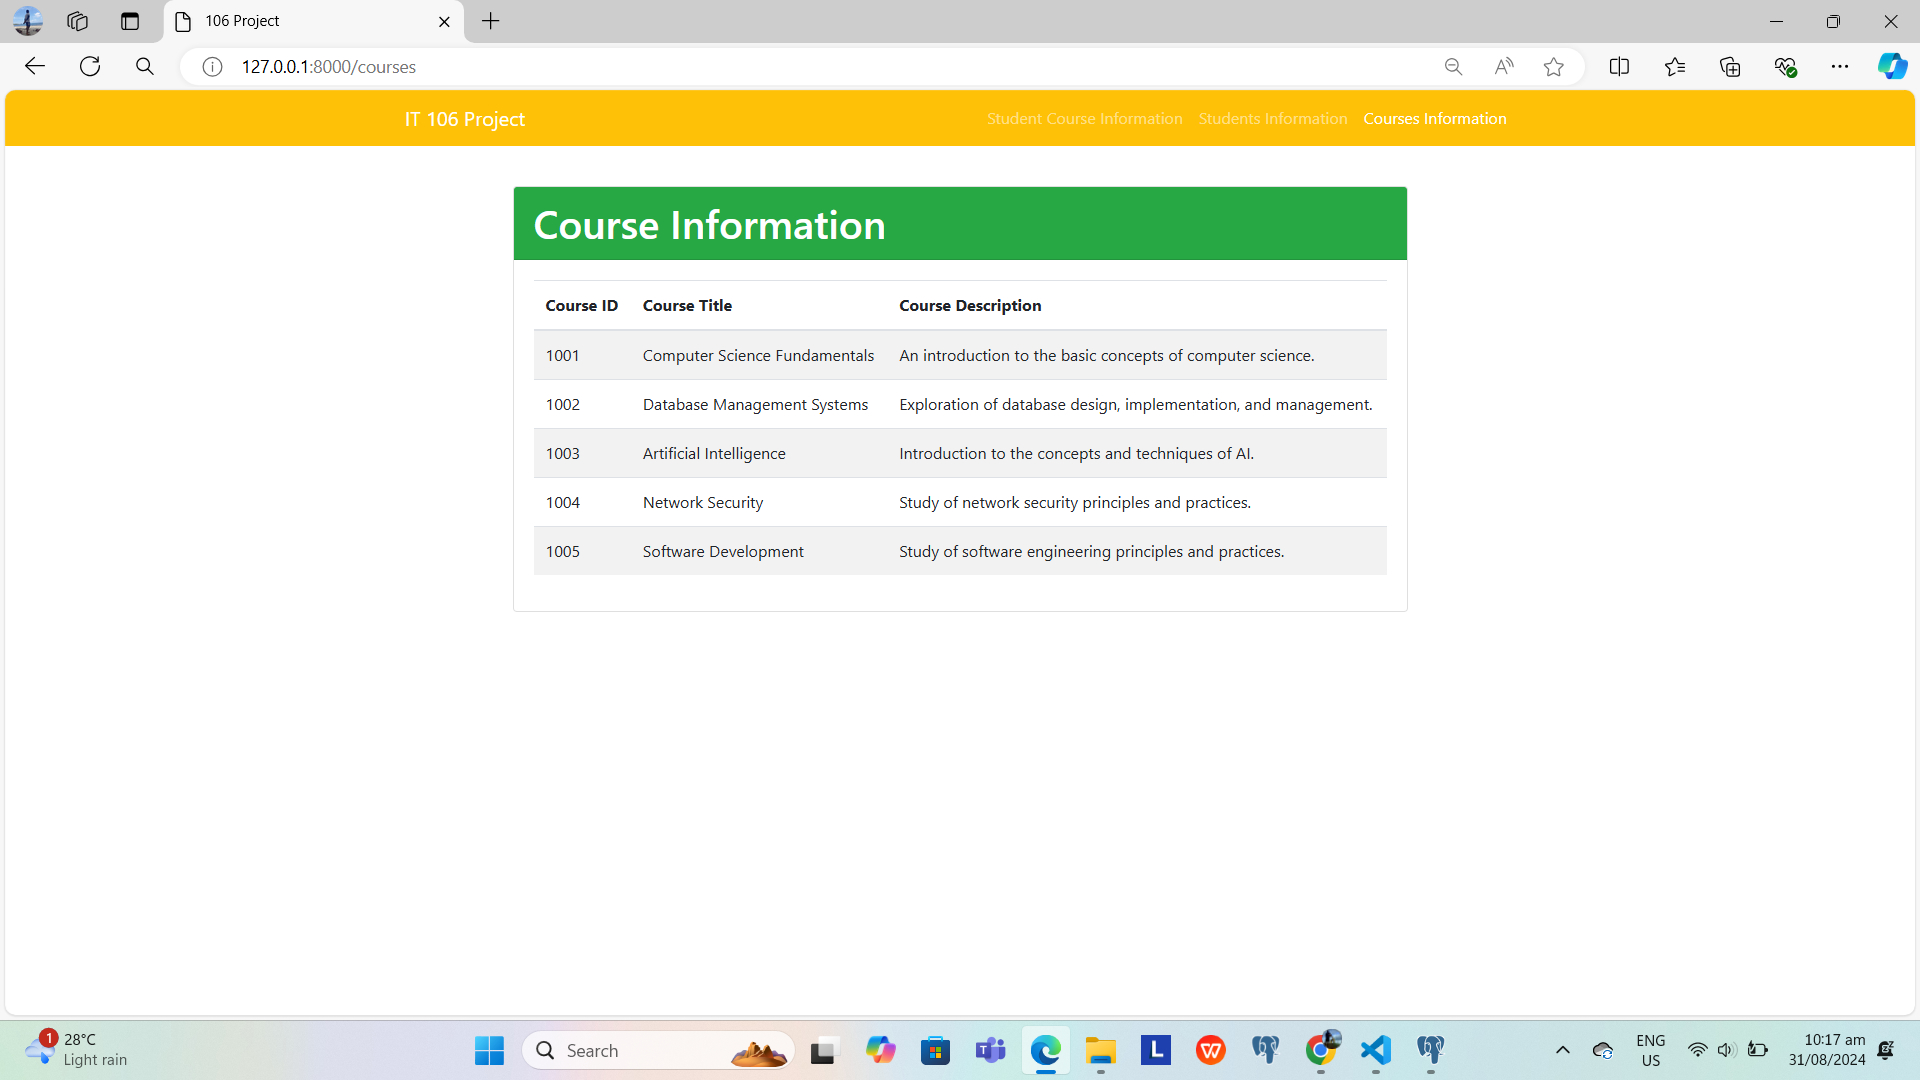 106 Project
127.0.0.1:8000/courses
IT 106 Project
Student Course Information Students Information Courses Information
Course Information
Course ID Course Title Course Description
1001 Computer Science Fundamentals An introduction to the basic concepts of computer science.
1002 Database Management Systems Exploration of database design, implementation, and management.
1003 Artificial Intelligence Introduction to the concepts and techniques of AI.
1004 Network Security Study of network security principles and practices.
1005 Software Development Study of software engineering principles and practices.
1 28°C
Light rain
Search
L
W
T
ENG
US
10:17 am
31/08/2024